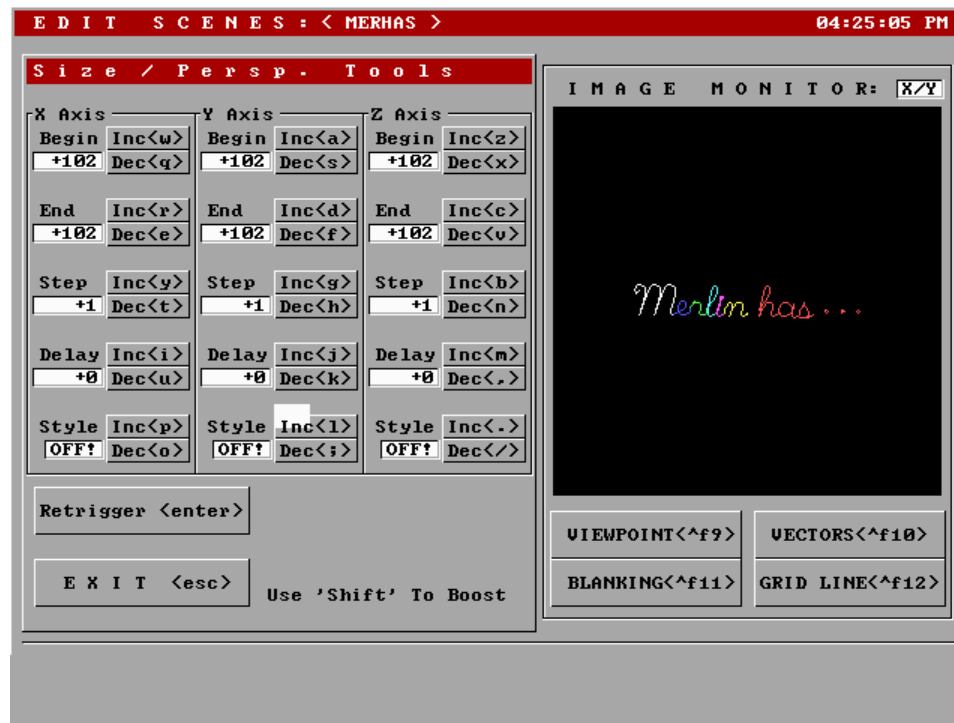 E D I T   S C E N E S : < MERHAS >   04:25:05 PM
S i z e / P e r s p .   T o o l s
I M A G E   M O N I T O R : X/Y
X Axis   Y Axis   Z Axis
Begin Inc<w>   Begin Inc<a>   Begin Inc<z>
+102 Dec<q>   +102 Dec<s>   +102 Dec<x>
End Inc<r>   End Inc<d>   End Inc<c>
+102 Dec<e>   +102 Dec<f>   +102 Dec<v>
Step Inc<y>   Step Inc<g>   Step Inc<b>
+1 Dec<t>   +1 Dec<h>   +1 Dec<n>
Merlin has ...
Delay Inc<i>   Delay Inc<j>   Delay Inc<m>
+0 Dec<u>   +0 Dec<k>   +0 Dec<,>
Style Inc<p>   Style Inc<l>   Style Inc<.>
OFF! Dec<o>   OFF! Dec<;>   OFF! Dec</>
Retrigger <enter>
VIEWPOINT<^f9>   VECTORS<^f10>
E X I T <esc>   Use 'Shift' To Boost
BLANKING<^f11>   GRID LINE<^f12>